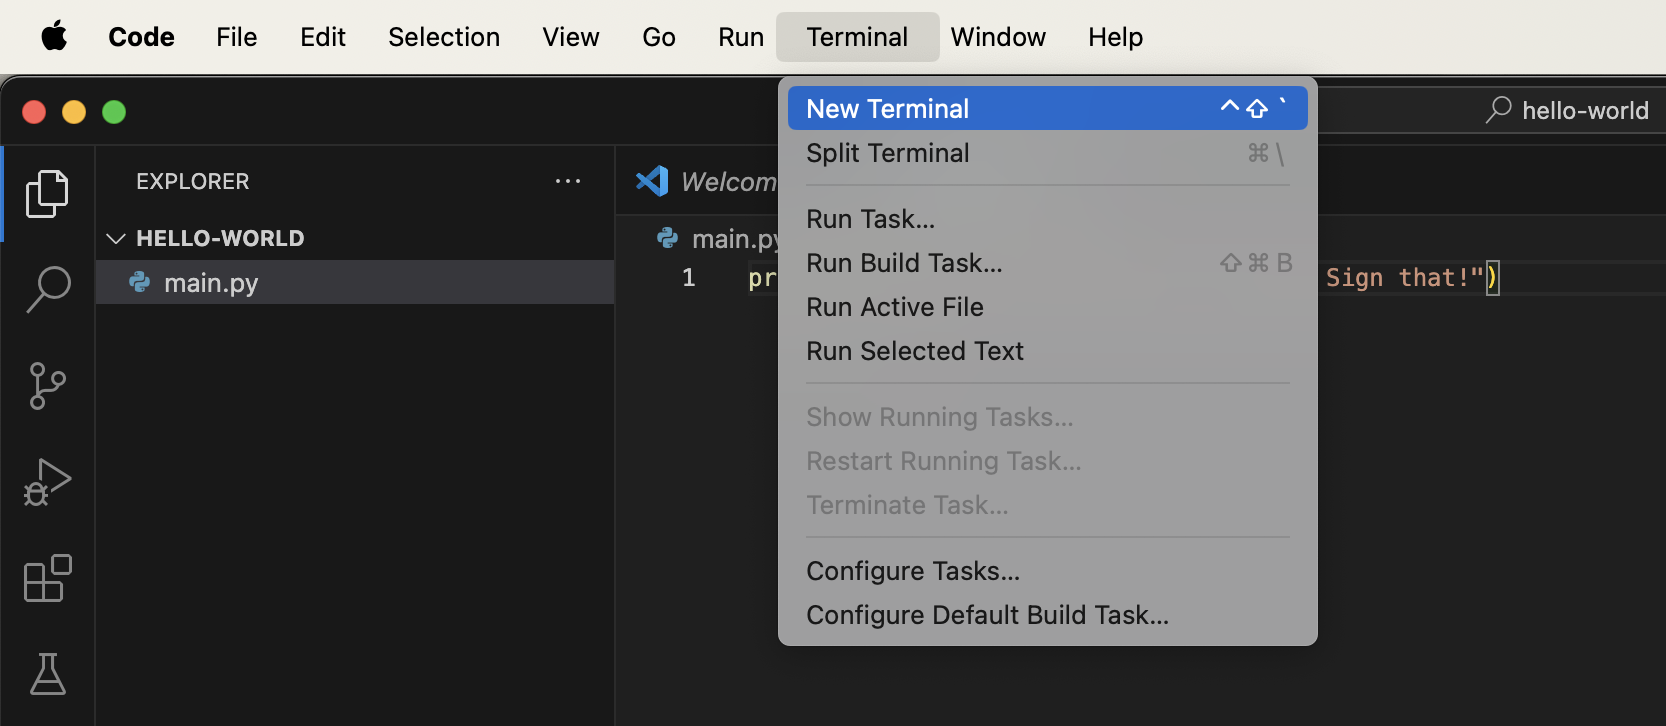 Code File Edit Selection View Go Run Terminal Window Help
hello-world
New Terminal ^⇧`
Split Terminal ⌘\
Run Task...
Run Build Task... ⇧⌘B
Run Active File
Run Selected Text
Show Running Tasks...
Restart Running Task...
Terminate Task...
Configure Tasks...
Configure Default Build Task...
EXPLORER ...
HELLO-WORLD
main.py
Welcom
main.py
1 pr Sign that!")